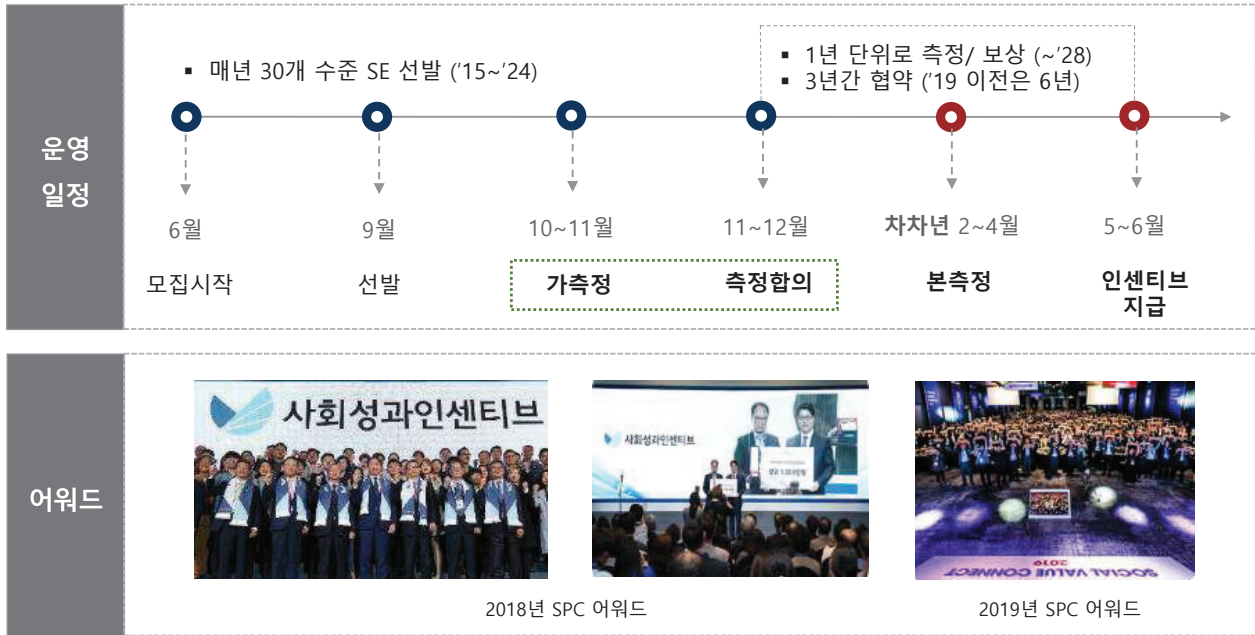 운영
일정
▪ 매년 30개 수준 SE 선발 ('15~'24)
▪ 1년 단위로 측정/ 보상 (~'28)
▪ 3년간 협약 ('19 이전은 6년)
6월
9월
10~11월
11~12월
차차년 2~4월
5~6월
모집시작
선발
가측정
측정합의
본측정
인센티브
지급
어워드
사회성과인센티브
사회성과인센티브
SOCIAL VALUE CONNECT
2019
2018년 SPC 어워드
2019년 SPC 어워드